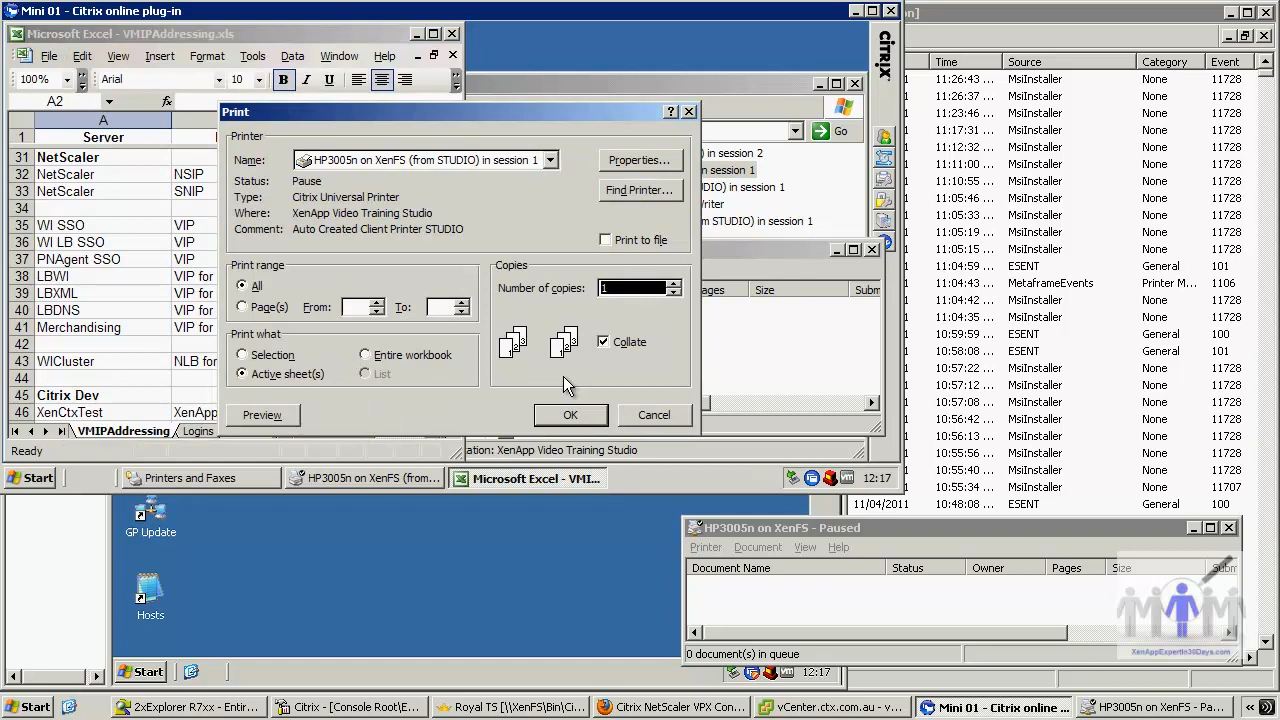 Mini 01 - Citrix online plug-in
Microsoft Excel - VMIPAddressing.xls
File Edit View Insert Format Tools Data Window Help
100% Arial 10 B I U
A2 fx
Go
citrix
A
1 Server
31 NetScaler
32 NetScaler NSIP
33 NetScaler SNIP
34
35 WI SSO VIP
36 WI LB SSO VIP
37 PNAgent SSO VIP
38 LBWI VIP for
39 LBXML VIP for
40 LBDNS VIP for
41 Merchandising VIP for
42
43 WICluster NLB for
44
45 Citrix Dev
46 XenCtxTest XenApp
VMIPAddressing Logins
Ready
Print
Printer
Name: HP3005n on XenFS (from STUDIO) in session 1
Status: Pause
Type: Citrix Universal Printer
Where: XenApp Video Training Studio
Comment: Auto Created Client Printer STUDIO
Properties...
Find Printer...
Print to file
Print range
All
Page(s) From: To:
Print what
Selection Entire workbook
Active sheet(s) List
Copies
Number of copies: 1
Collate
Preview OK Cancel
) in session 2
session 1
DIO) in session 1
Writer
om STUDIO) in session 1
ages Size Subm
ation: XenApp Video Training Studio
Start Printers and Faxes HP3005n on XenFS (from... Microsoft Excel - VMI... 12:17
on]
Time Source Category Event
11:26:43 ... MsiInstaller None 11728
11:26:37 ... MsiInstaller None 11728
11:23:46 ... MsiInstaller None 11728
11:17:31 ... MsiInstaller None 11728
11:12:36 ... MsiInstaller None 11728
11:11:00 ... MsiInstaller None 11728
11:10:55 ... MsiInstaller None 11728
11:05:39 ... MsiInstaller None 11728
11:05:33 ... MsiInstaller None 11728
11:05:19 ... MsiInstaller None 11728
11:05:14 ... MsiInstaller None 11728
11:04:59 ... ESENT General 101
11:04:59 ... MetaframeEvents Printer M... 1106
11:04:42 ... MsiInstaller None 11728
11:04:35 ... MsiInstaller None 11728
10:59:59 ... ESENT General 100
10:58:08 ... ESENT General 101
10:57:22 ... MsiInstaller None 11728
10:57:12 ... MsiInstaller None 11728
10:56:42 ... MsiInstaller None 11728
10:56:36 ... MsiInstaller None 11728
10:56:13 ... MsiInstaller None 11728
10:55:56 ... MsiInstaller None 11728
10:55:40 ... MsiInstaller None 11728
10:55:34 ... MsiInstaller None 11707
11/04/2011 10:48:08 ... ESENT General 100
GP Update
Hosts
HP3005n on XenFS - Paused
Printer Document View Help
Document Name Status Owner Pages Size Subm
0 document(s) in queue
XenAppExpertIn30Days.com
Start 12:17
Start 2xExplorer R7xx - Entir... Citrix - [Console Root/E... Royal TS [\\XenFS\Bin\Ci... Citrix NetScaler VPX Con... vCenter.ctx.com.au - v... Mini 01 - Citrix online p... HP3005n on XenFS - Pa...